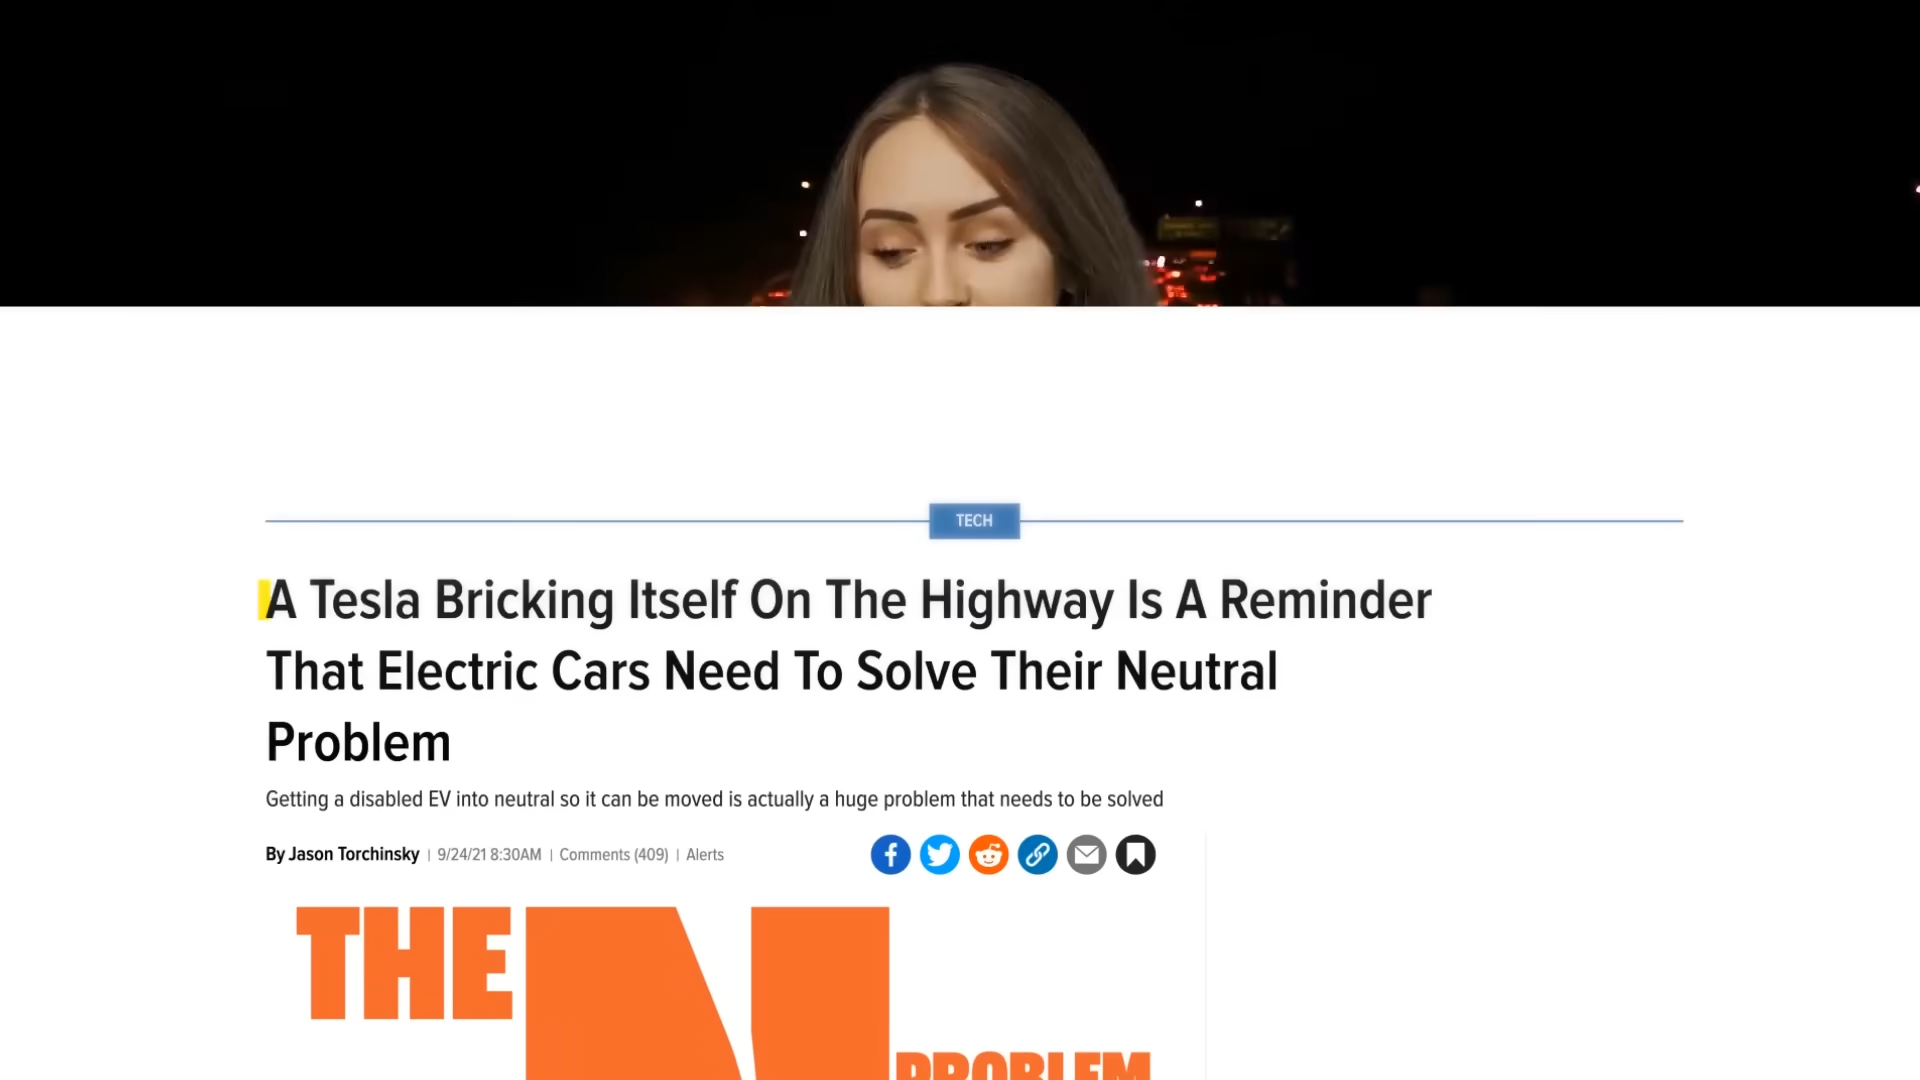 TECH
A Tesla Bricking Itself On The Highway Is A Reminder
That Electric Cars Need To Solve Their Neutral
Problem
Getting a disabled EV into neutral so it can be moved is actually a huge problem that needs to be solved
By Jason Torchinsky | 9/24/21 8:30AM | Comments (409) | Alerts
THE N
PROBLEM